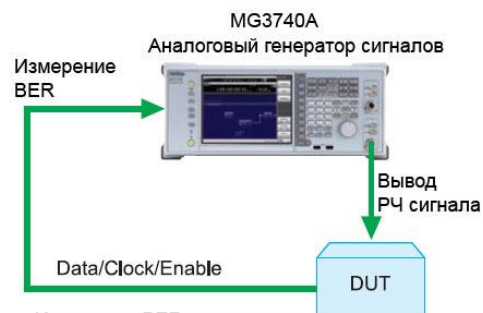 MG3740A
Аналоговый генератор сигналов
Измерение
BER
Вывод
РЧ сигнала
Data/Clock/Enable
DUT